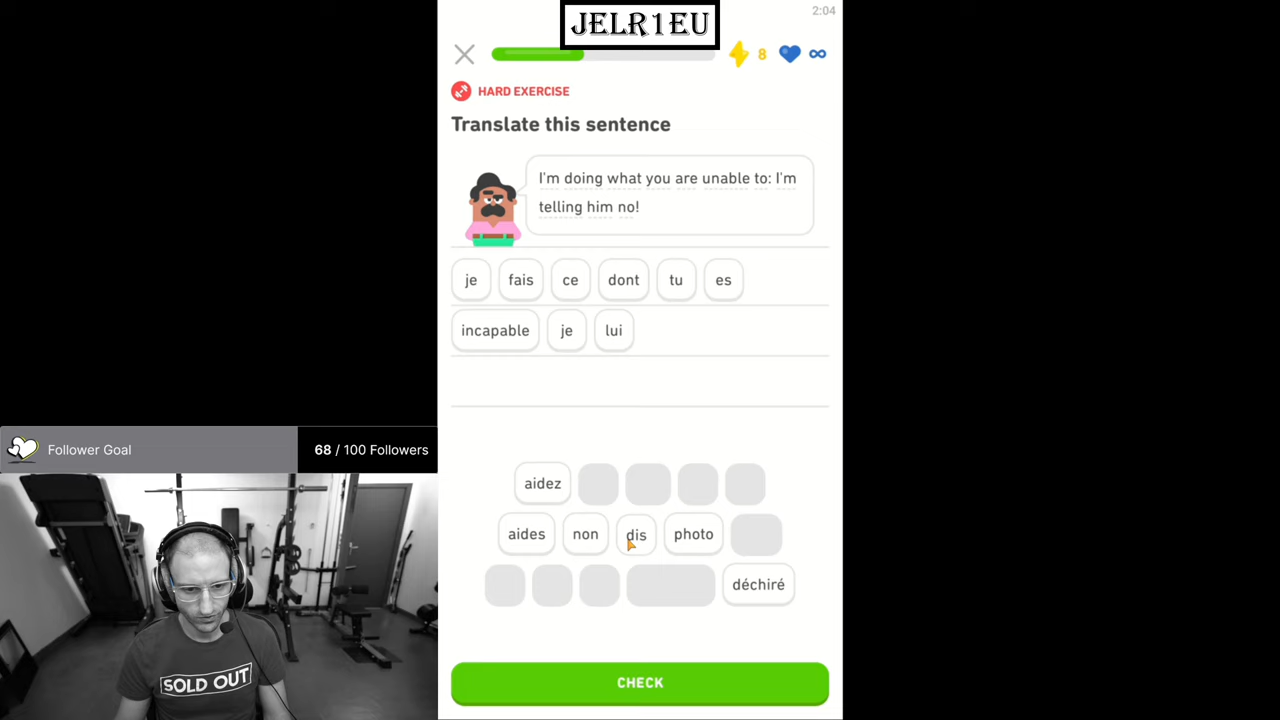 JELR1EU
2:04
8 ∞
HARD EXERCISE
Translate this sentence
I'm doing what you are unable to: I'm
telling him no!
je fais ce dont tu es
incapable je lui
Follower Goal 68 / 100 Followers
aidez
aides non dis photo
déchiré
SOLD OUT
CHECK